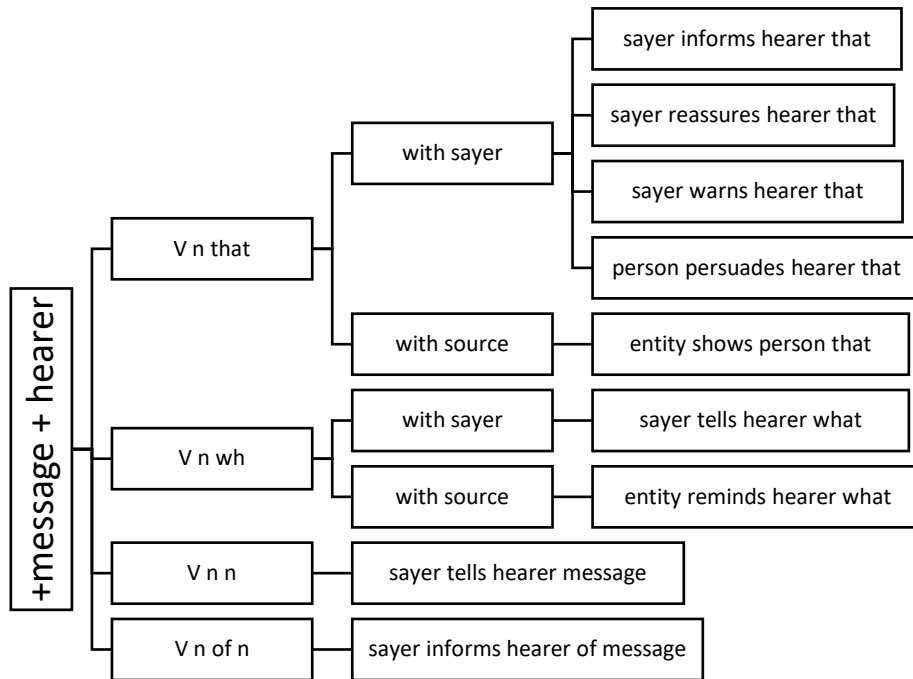 +message + hearer
V n that
with sayer
sayer informs hearer that
sayer reassures hearer that
sayer warns hearer that
person persuades hearer that
with source
entity shows person that
V n wh
with sayer
sayer tells hearer what
with source
entity reminds hearer what
V n n
sayer tells hearer message
V n of n
sayer informs hearer of message